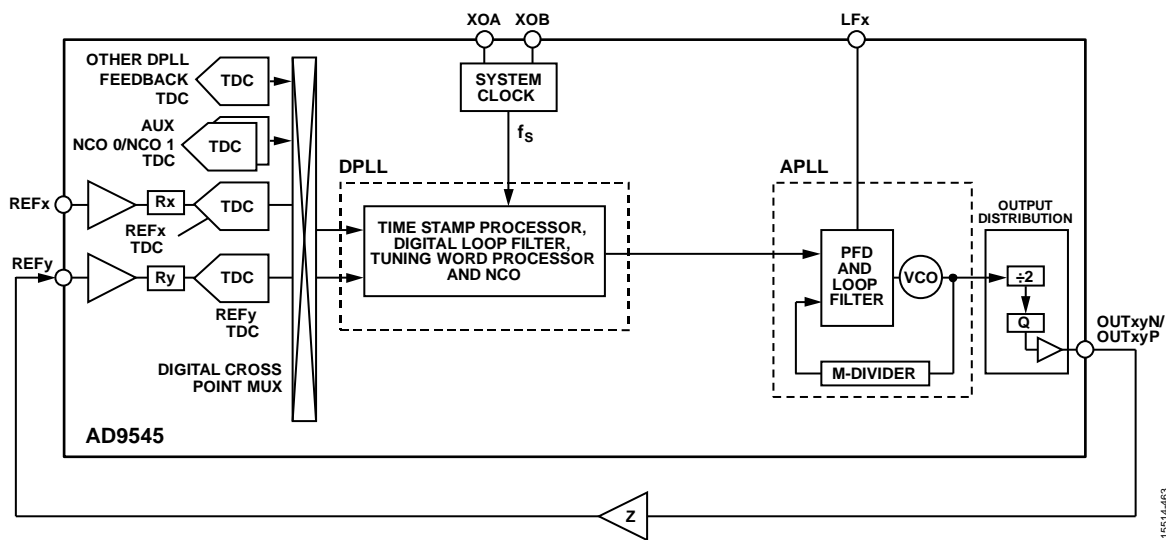 XOA
XOB
LFx
OTHER DPLL
FEEDBACK
TDC
TDC
SYSTEM
CLOCK
AUX
NCO 0/NCO 1
TDC
TDC
fS
DPLL
APLL
REFx
Rx
TDC
REFx
TDC
TIME STAMP PROCESSOR,
DIGITAL LOOP FILTER,
TUNING WORD PROCESSOR
AND NCO
PFD
AND
LOOP
FILTER
VCO
OUTPUT
DISTRIBUTION
÷2
Q
REFy
Ry
TDC
REFy
TDC
OUTxyN/
OUTxyP
M-DIVIDER
DIGITAL CROSS
POINT MUX
AD9545
Z
15514-463